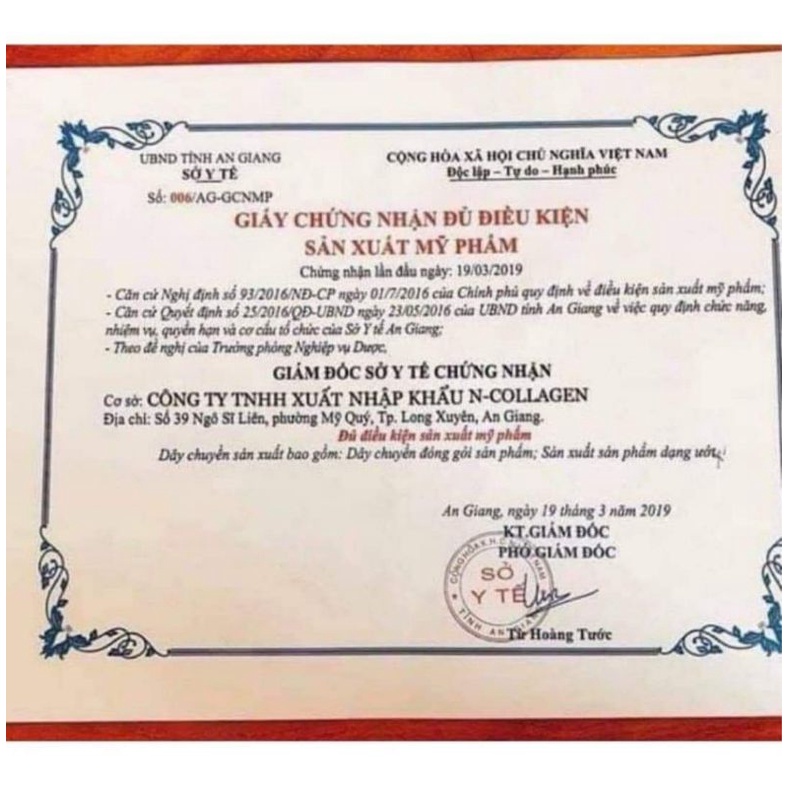 UBND TỈNH AN GIANG
SỞ Y TẾ
Số: 006/AG-GCNMP
CỘNG HÒA XÃ HỘI CHỦ NGHĨA VIỆT NAM
Độc lập – Tự do – Hạnh phúc
GIẤY CHỨNG NHẬN ĐỦ ĐIỀU KIỆN
SẢN XUẤT MỸ PHẨM
Chứng nhận lần đầu ngày: 19/03/2019
- Căn cứ Nghị định số 93/2016/NĐ-CP ngày 01/7/2016 của Chính phủ quy định về điều kiện sản xuất mỹ phẩm;
- Căn cứ Quyết định số 25/2016/QĐ-UBND ngày 23/05/2016 của UBND tỉnh An Giang về việc quy định chức năng,
nhiệm vụ, quyền hạn và cơ cấu tổ chức của Sở Y tế An Giang;
- Theo đề nghị của Trưởng phòng Nghiệp vụ Dược,
GIÁM ĐỐC SỞ Y TẾ CHỨNG NHẬN
Cơ sở: CÔNG TY TNHH XUẤT NHẬP KHẨU N-COLLAGEN
Địa chỉ: Số 39 Ngô Sĩ Liên, phường Mỹ Quý, Tp. Long Xuyên, An Giang.
Đủ điều kiện sản xuất mỹ phẩm
Dây chuyền sản xuất bao gồm: Dây chuyền đóng gói sản phẩm; Sản xuất sản phẩm dạng ướt
An Giang, ngày 19 tháng 3 năm 2019
KT.GIÁM ĐỐC
PHÓ GIÁM ĐỐC
SỞ
Y TẾ
TỈNH AN GIANG
Từ Hoàng Tước